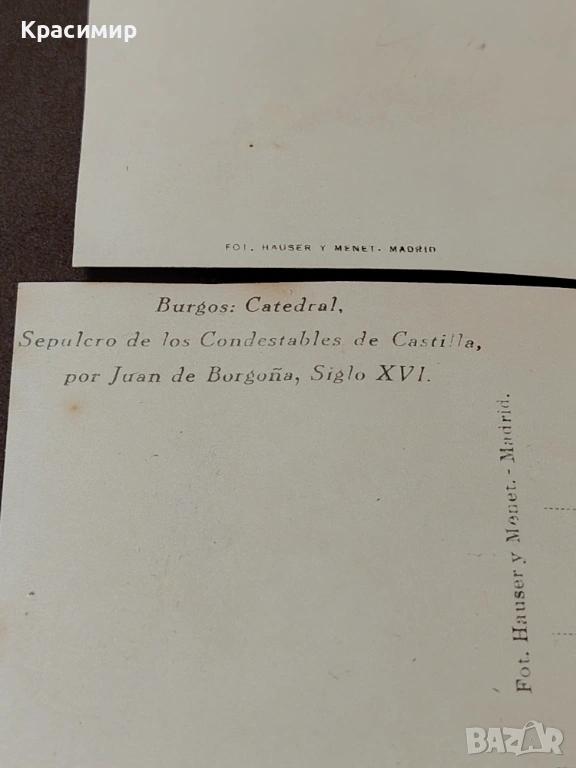 Красимир
FOT. HAUSER Y MENET. - MADRID
Burgos: Catedral,
Sepulcro de los Condestables de Castilla,
por Juan de Borgoña, Siglo XVI.
Fot. Hauser y Menet. - Madrid.
BAZAR